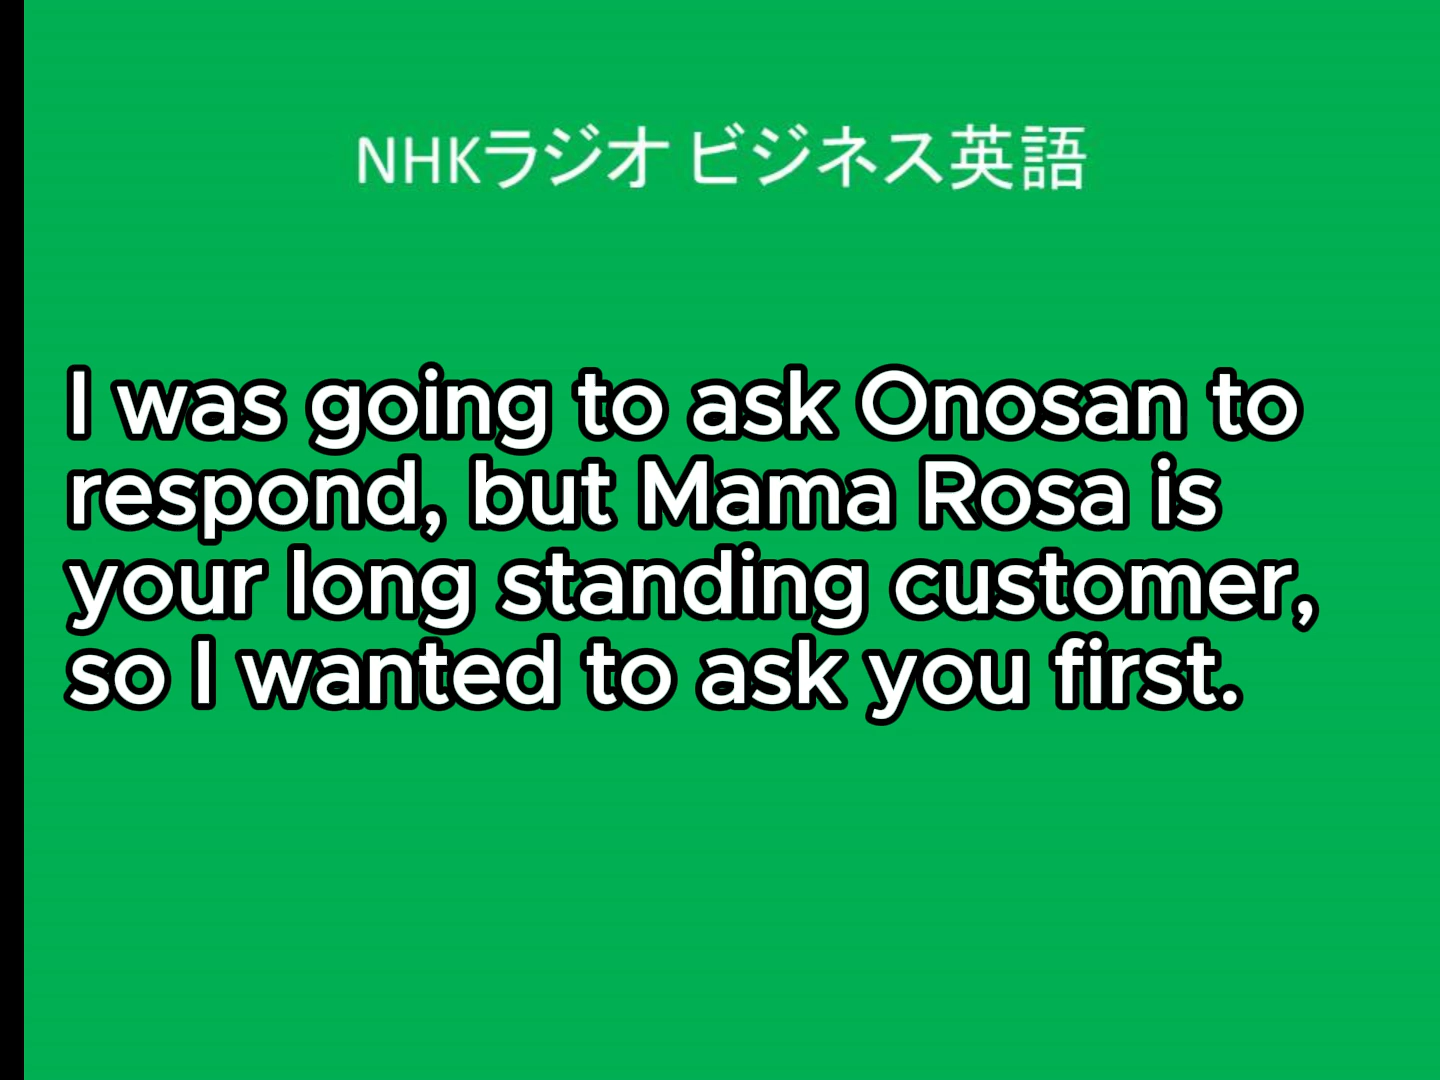 NHKラジオ ビジネス英語
I was going to ask Onosan to
respond, but Mama Rosa is
your long standing customer,
so I wanted to ask you first.